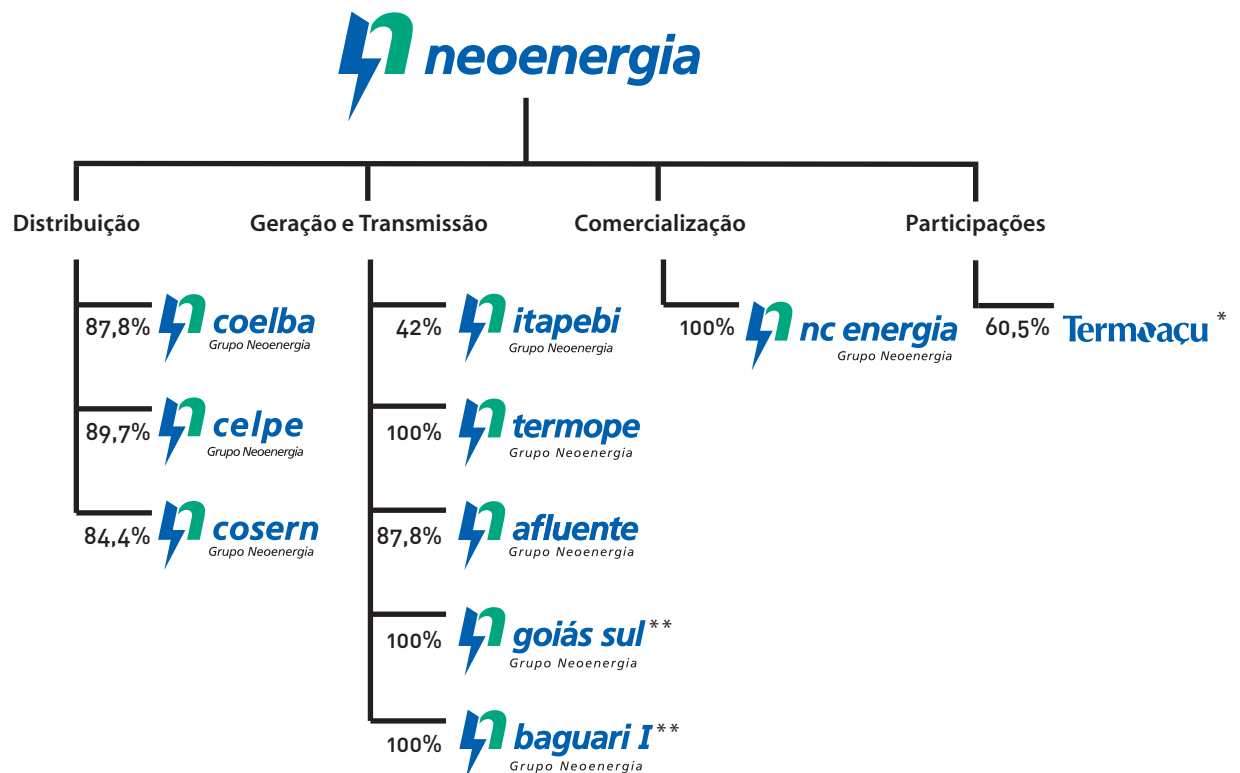 neoenergia
Distribuição
Geração e Transmissão
Comercialização
Participações
87,8%
coelba
Grupo Neoenergia
89,7%
celpe
Grupo Neoenergia
84,4%
cosern
Grupo Neoenergia
42%
itapebi
Grupo Neoenergia
100%
termope
Grupo Neoenergia
87,8%
afluente
Grupo Neoenergia
100%
goiás sul**
Grupo Neoenergia
100%
baguari I**
Grupo Neoenergia
100%
nc energia
Grupo Neoenergia
60,5%
Termoaçu*